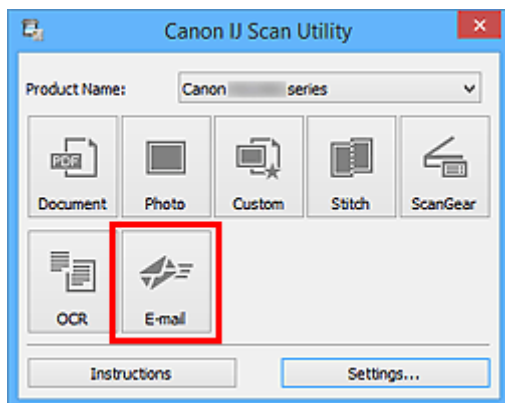 Canon IJ Scan Utility
Product Name: Canon series
PDF
Document Photo Custom Stitch ScanGear
OCR E-mail
Instructions Settings...